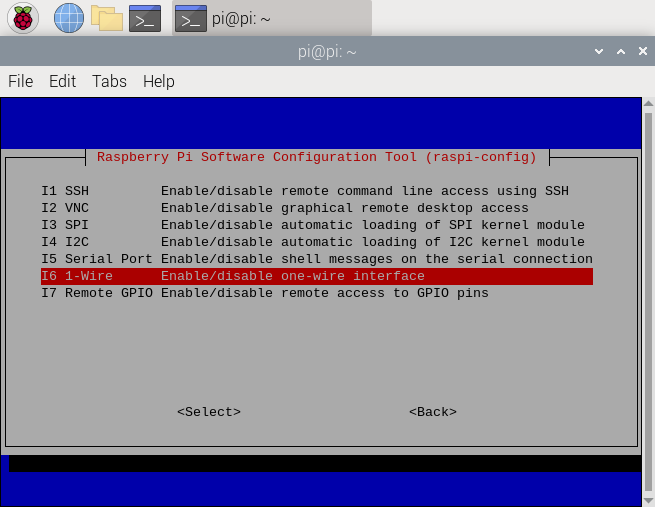 pi@pi: ~
pi@pi: ~
File Edit Tabs Help
Raspberry Pi Software Configuration Tool (raspi-config)
I1 SSH Enable/disable remote command line access using SSH
I2 VNC Enable/disable graphical remote desktop access
I3 SPI Enable/disable automatic loading of SPI kernel module
I4 I2C Enable/disable automatic loading of I2C kernel module
I5 Serial Port Enable/disable shell messages on the serial connection
I6 1-Wire Enable/disable one-wire interface
I7 Remote GPIO Enable/disable remote access to GPIO pins
<Select> <Back>